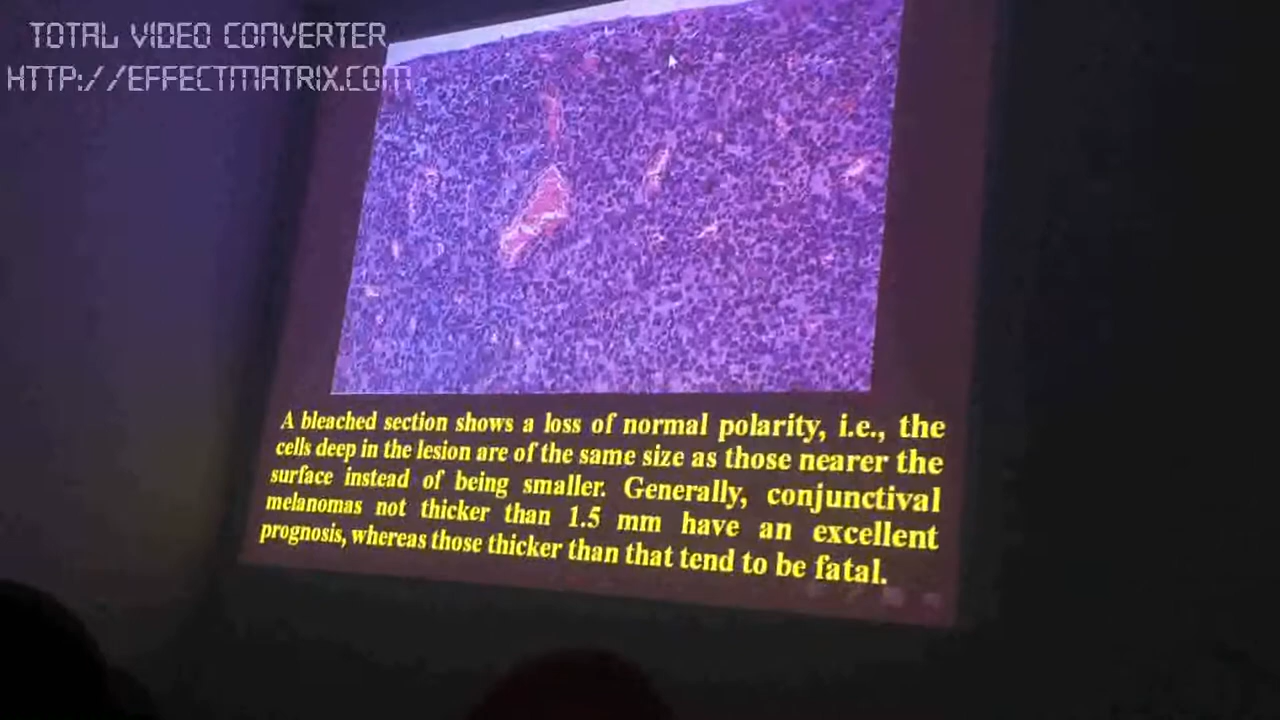 TOTAL VIDEO CONVERTER
HTTP://EFFECTMATRIX.COM
A bleached section shows a loss of normal polarity, i.e., the
cells deep in the lesion are of the same size as those nearer the
surface instead of being smaller. Generally, conjunctival
melanomas not thicker than 1.5 mm have an excellent
prognosis, whereas those thicker than that tend to be fatal.